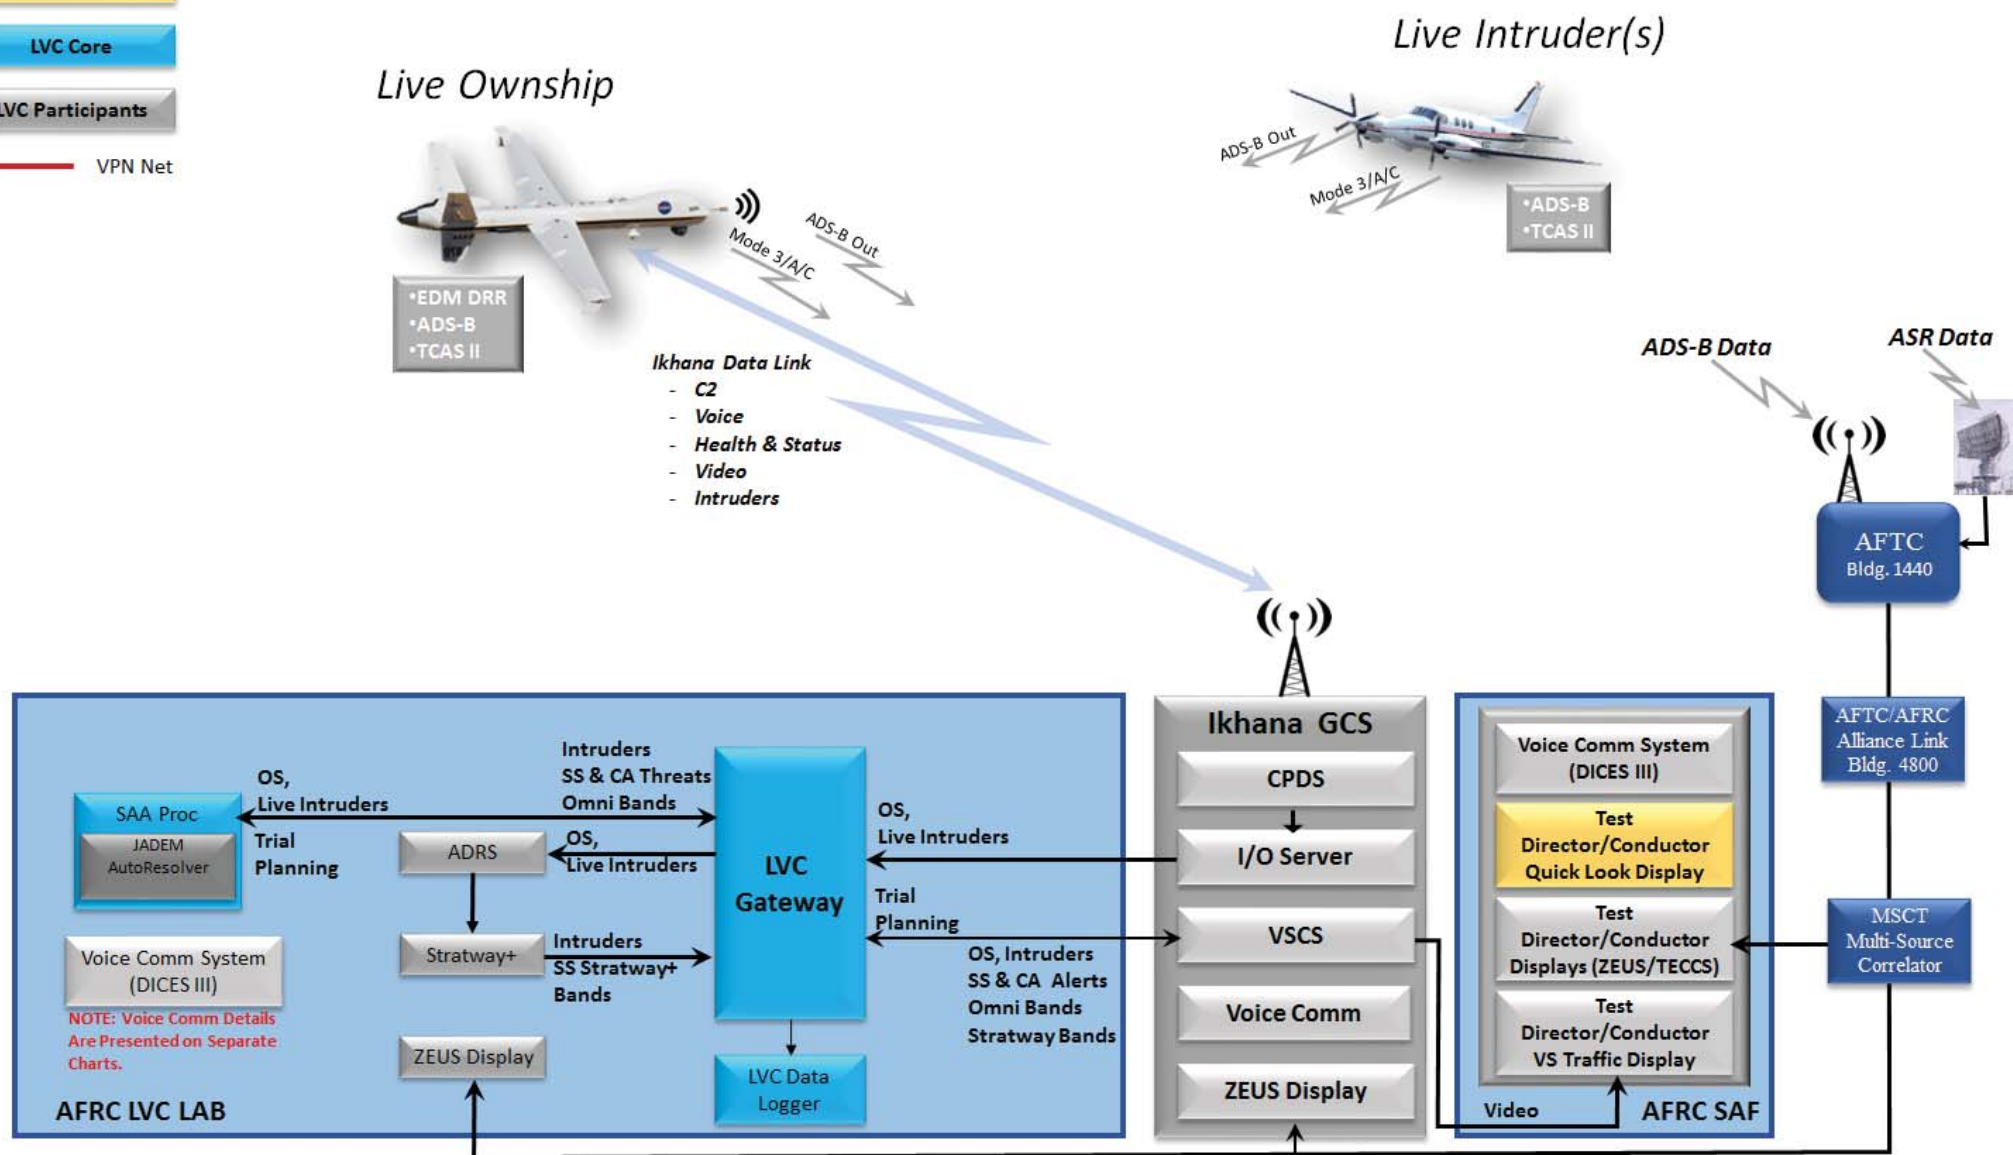 LVC Core
LVC Participants
VPN Net
Live Ownship
Live Intruder(s)
ADS-B Out
Mode 3/A/C
•ADS-B
•TCAS II
Mode 3/A/C
ADS-B Out
•EDM DRR
•ADS-B
•TCAS II
Ikhana Data Link
- C2
- Voice
- Health & Status
- Video
- Intruders
ADS-B Data
ASR Data
AFTC
Bldg. 1440
AFTC/AFRC
Alliance Link
Bldg. 4800
MSCT
Multi-Source
Correlator
OS,
Live Intruders
Trial
Planning
Intruders
SS & CA Threats
Omni Bands
SAA Proc
JADEM
AutoResolver
ADRS
OS,
Live Intruders
Stratway+
Intruders
SS Stratway+
Bands
Voice Comm System
(DICES III)
NOTE: Voice Comm Details
Are Presented on Separate
Charts.
ZEUS Display
AFRC LVC LAB
LVC
Gateway
LVC Data
Logger
OS,
Live Intruders
Trial
Planning
OS, Intruders
SS & CA Alerts
Omni Bands
Stratway Bands
Ikhana GCS
CPDS
I/O Server
VSCS
Voice Comm
ZEUS Display
Voice Comm System
(DICES III)
Test
Director/Conductor
Quick Look Display
Test
Director/Conductor
Displays (ZEUS/TECCS)
Test
Director/Conductor
VS Traffic Display
Video
AFRC SAF